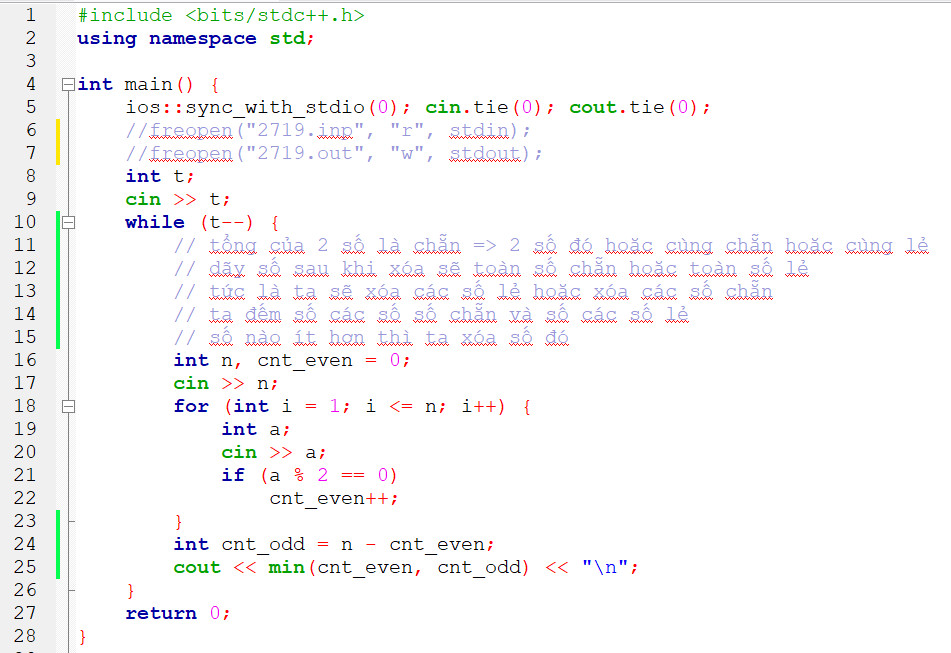 1 #include <bits/stdc++.h>
2 using namespace std;
3
4 int main() {
5 ios::sync_with_stdio(0); cin.tie(0); cout.tie(0);
6 //freopen("2719.inp", "r", stdin);
7 //freopen("2719.out", "w", stdout);
8 int t;
9 cin >> t;
10 while (t--) {
11 // tổng của 2 số là chẵn => 2 số đó hoặc cùng chẵn hoặc cùng lẻ
12 // dãy số sau khi xóa sẽ toàn số chẵn hoặc toàn số lẻ
13 // tức là ta sẽ xóa các số lẻ hoặc xóa các số chẵn
14 // ta đếm số các số số chẵn và số các số lẻ
15 // số nào ít hơn thì ta xóa số đó
16 int n, cnt_even = 0;
17 cin >> n;
18 for (int i = 1; i <= n; i++) {
19 int a;
20 cin >> a;
21 if (a % 2 == 0)
22 cnt_even++;
23 }
24 int cnt_odd = n - cnt_even;
25 cout << min(cnt_even, cnt_odd) << "\n";
26 }
27 return 0;
28 }